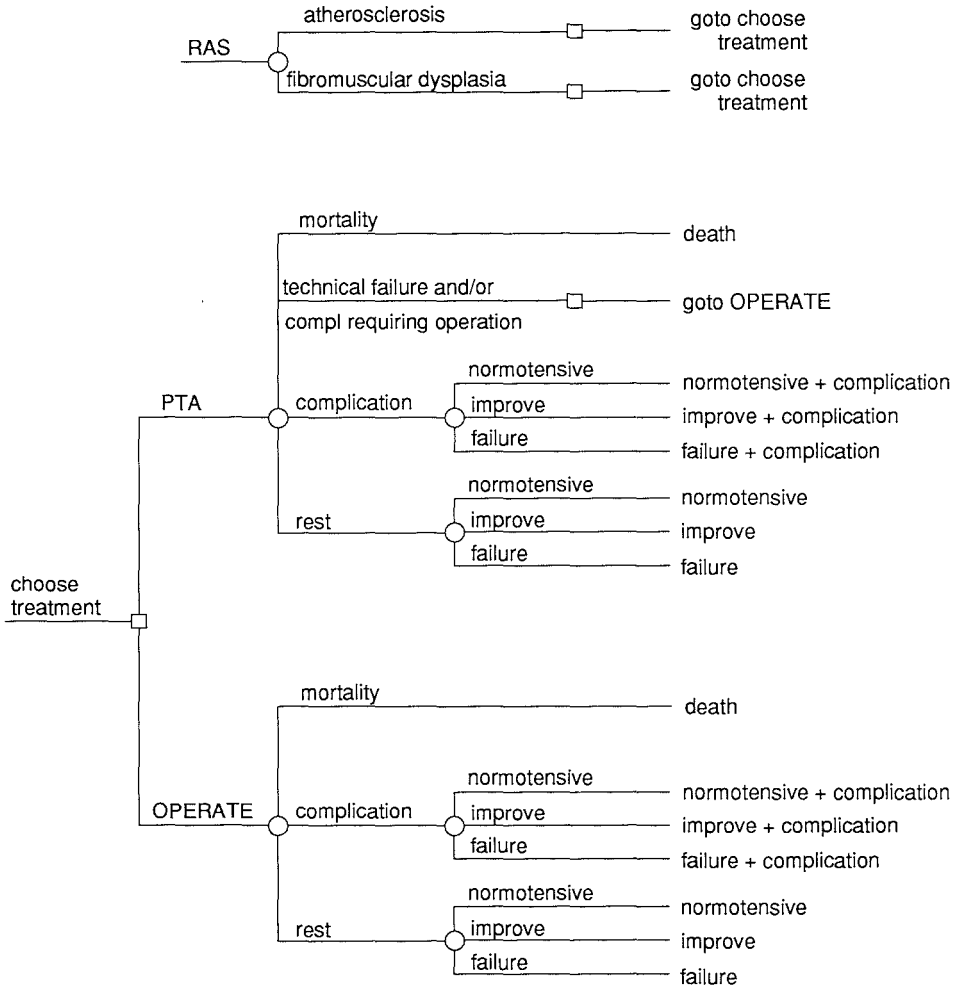 atherosclerosis
goto choose
treatment
RAS
fibromuscular dysplasia
goto choose
treatment
mortality
death
technical failure and/or
goto OPERATE
compl requiring operation
normotensive
normotensive + complication
PTA
complication
improve
improve + complication
failure
failure + complication
normotensive
normotensive
rest
improve
improve
failure
failure
choose
treatment
mortality
death
normotensive
normotensive + complication
OPERATE
complication
improve
improve + complication
failure
failure + complication
normotensive
normotensive
rest
improve
improve
failure
failure